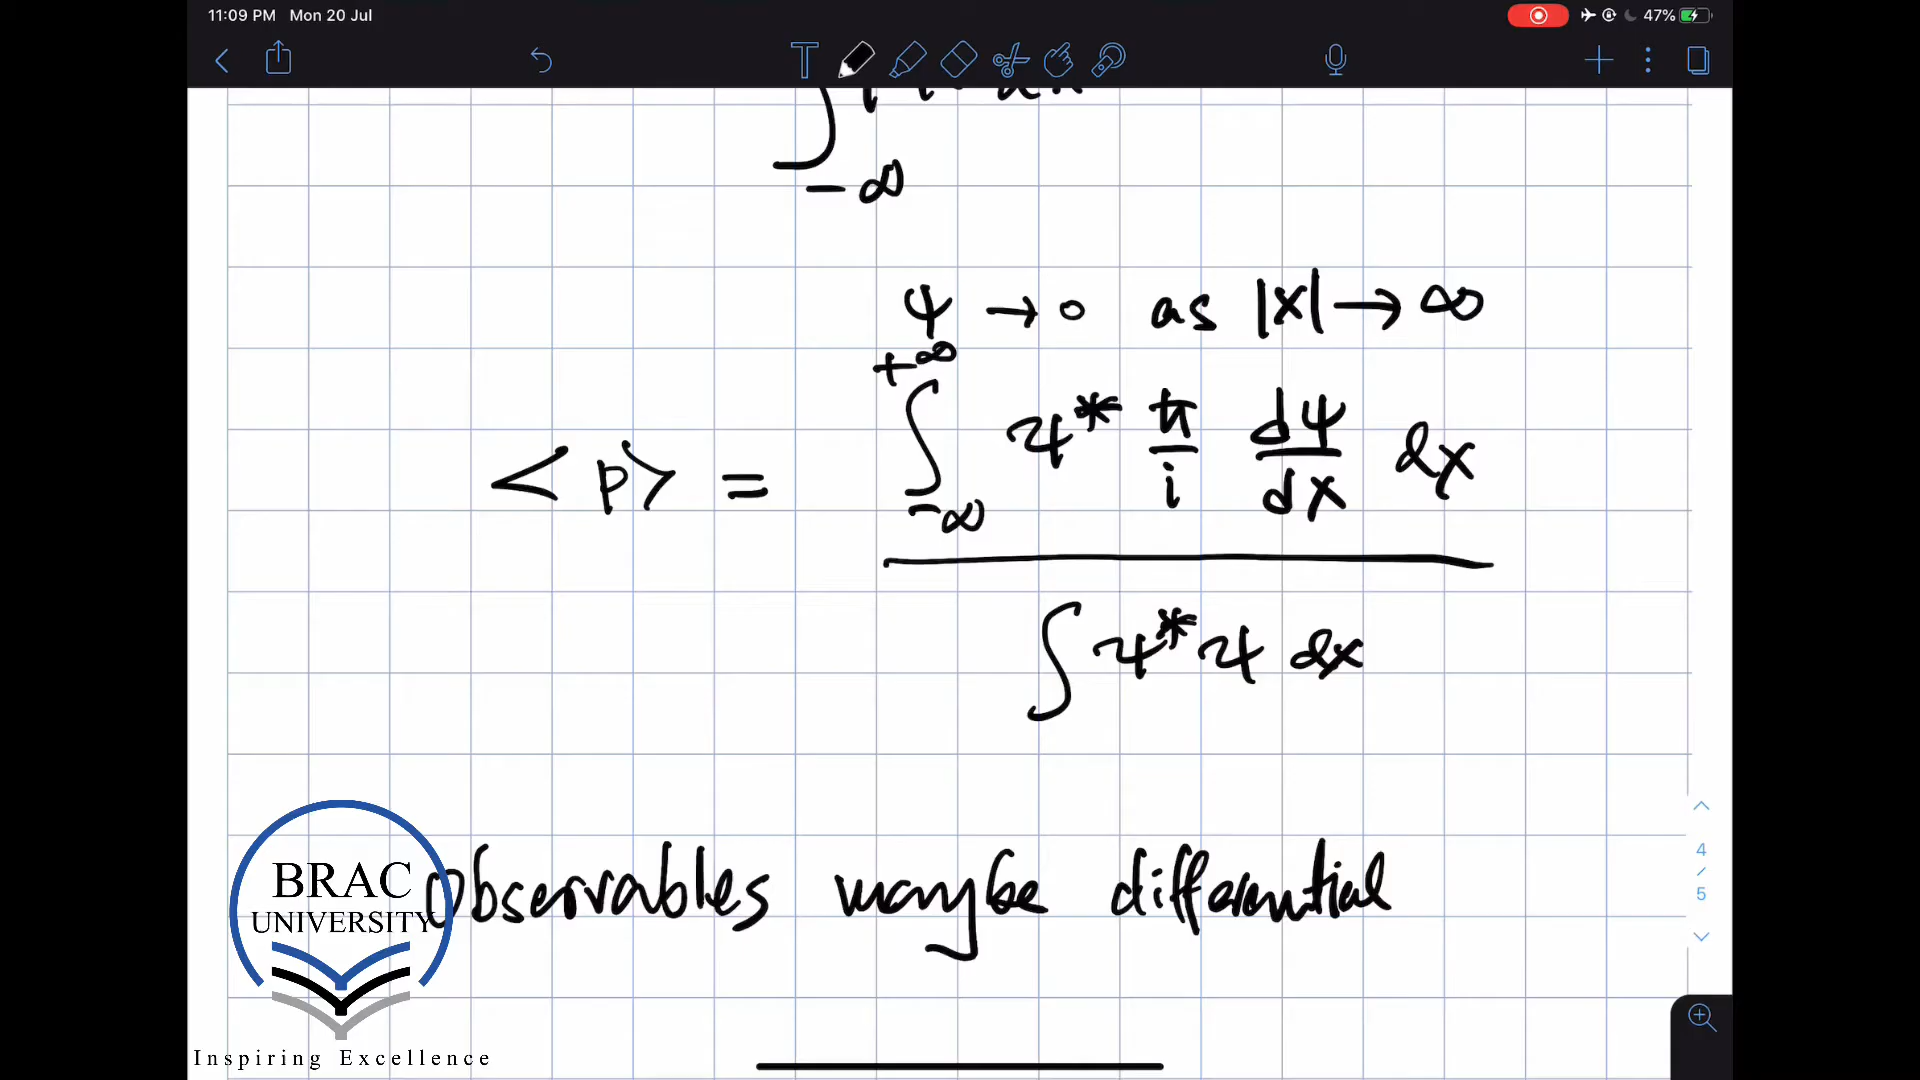 11:09 PM Mon 20 Jul 47%
T
-∞
ψ → 0 as |x| → ∞
<p> = ∫_{-∞}^{+∞} ψ* ħ/i dψ/dx dx
∫ ψ* ψ dx
Observables maybe differential
BRAC
UNIVERSITY
Inspiring Excellence
4
/
5